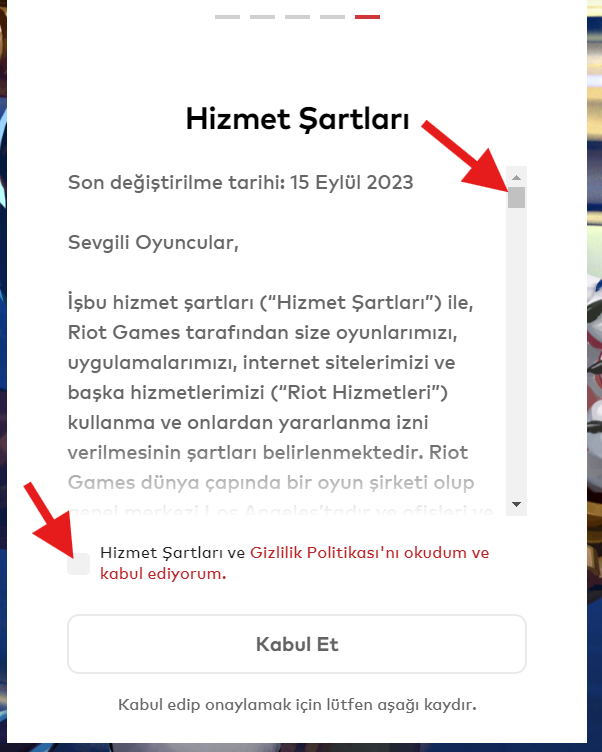 Hizmet Şartları
Son değiştirilme tarihi: 15 Eylül 2023
Sevgili Oyuncular,
İşbu hizmet şartları (“Hizmet Şartları”) ile,
Riot Games tarafından size oyunlarımızı,
uygulamalarımızı, internet sitelerimizi ve
başka hizmetlerimizi (“Riot Hizmetleri”)
kullanma ve onlardan yararlanma izni
verilmesinin şartları belirlenmektedir. Riot
Games dünya çapında bir oyun şirketi olup
genel merkezi Los Angeles’tadır ve ofisleri ve
Hizmet Şartları ve Gizlilik Politikası'nı okudum ve
kabul ediyorum.
Kabul Et
Kabul edip onaylamak için lütfen aşağı kaydır.